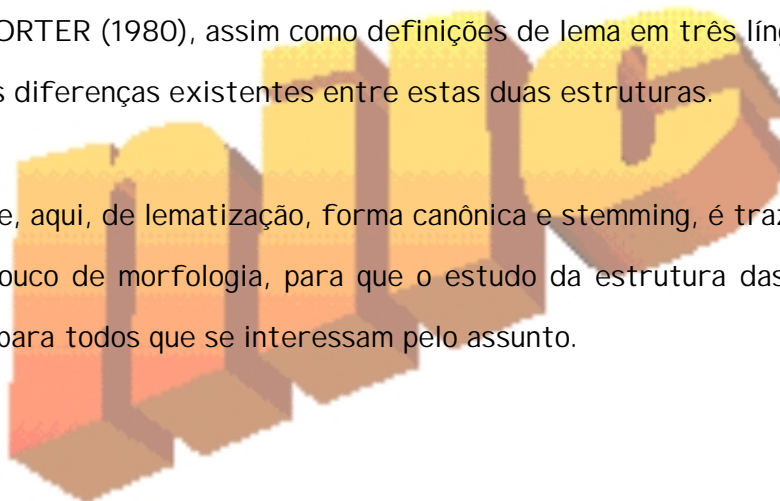 ORTER (1980), assim como definições de lema em três líng
s diferenças existentes entre estas duas estruturas.
nilc
e, aqui, de lematização, forma canônica e stemming, é traz
ouco de morfologia, para que o estudo da estrutura das
para todos que se interessam pelo assunto.